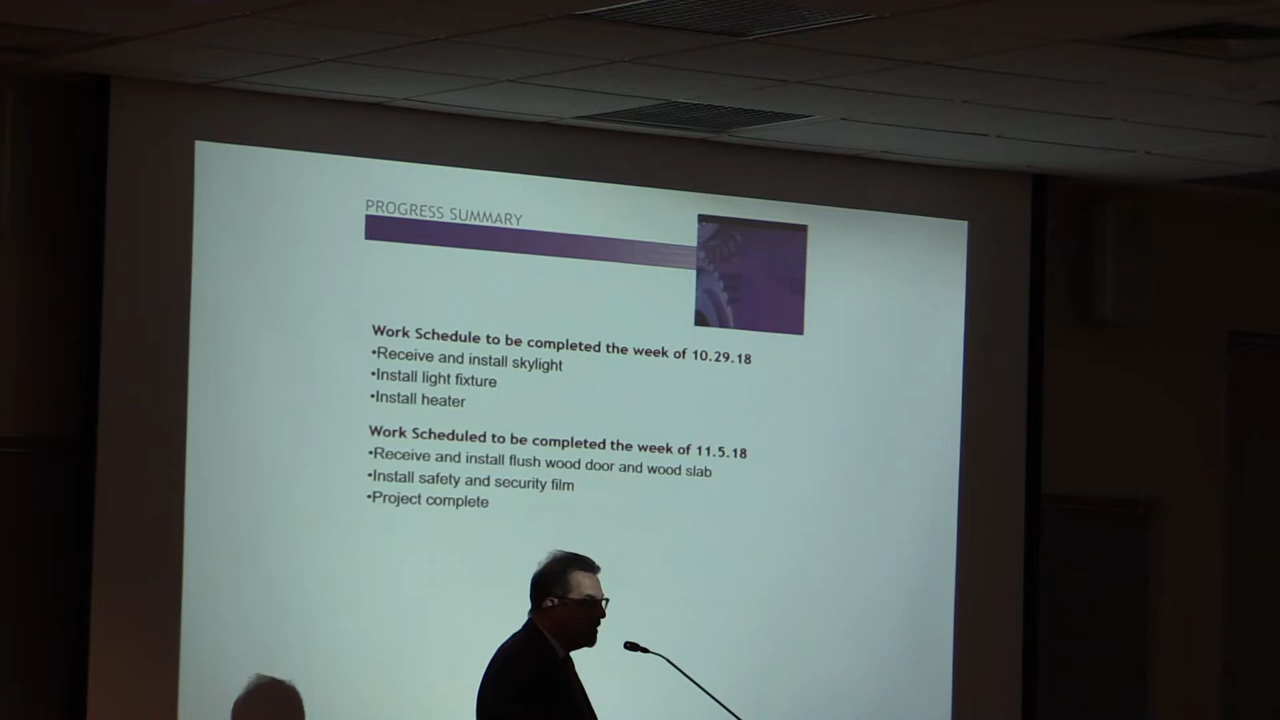 PROGRESS SUMMARY
Work Schedule to be completed the week of 10.29.18
•Receive and install skylight
•Install light fixture
•Install heater
Work Scheduled to be completed the week of 11.5.18
•Receive and install flush wood door and wood slab
•Install safety and security film
•Project complete